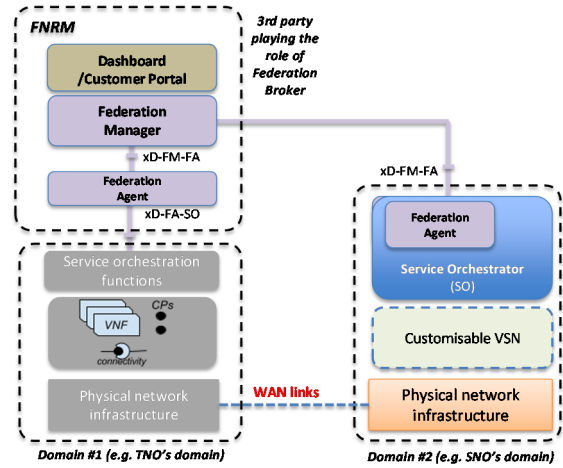 FNRM
3rd party
playing the
role of
Federation
Broker
Dashboard
/Customer Portal
Federation
Manager
xD-FM-FA
xD-FM-FA
Federation
Agent
xD-FA-SO
Federation
Agent
Service orchestration
functions
Service Orchestrator
(SO)
CPs
VNF
connectivity
Customisable VSN
Physical network
infrastructure
WAN links
Physical network
infrastructure
Domain #1 (e.g. TNO's domain)
Domain #2 (e.g. SNO's domain)